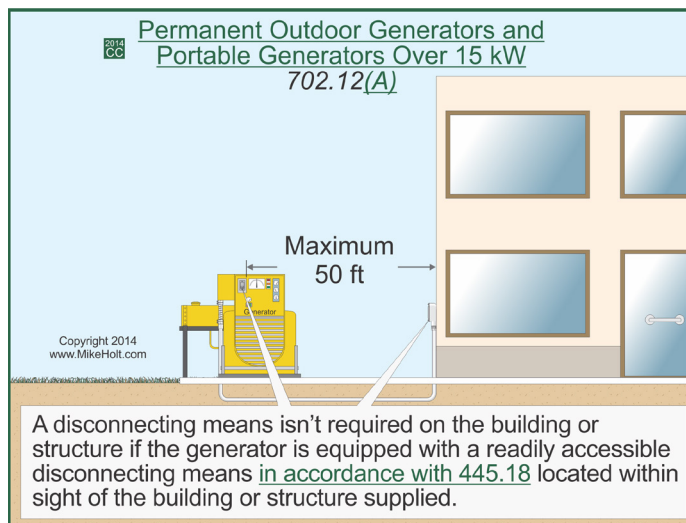 Permanent Outdoor Generators and
Portable Generators Over 15 kW
702.12(A)
2014
CC
Maximum
50 ft
Generator
Copyright 2014
www.MikeHolt.com
A disconnecting means isn’t required on the building or
structure if the generator is equipped with a readily accessible
disconnecting means in accordance with 445.18 located within
sight of the building or structure supplied.